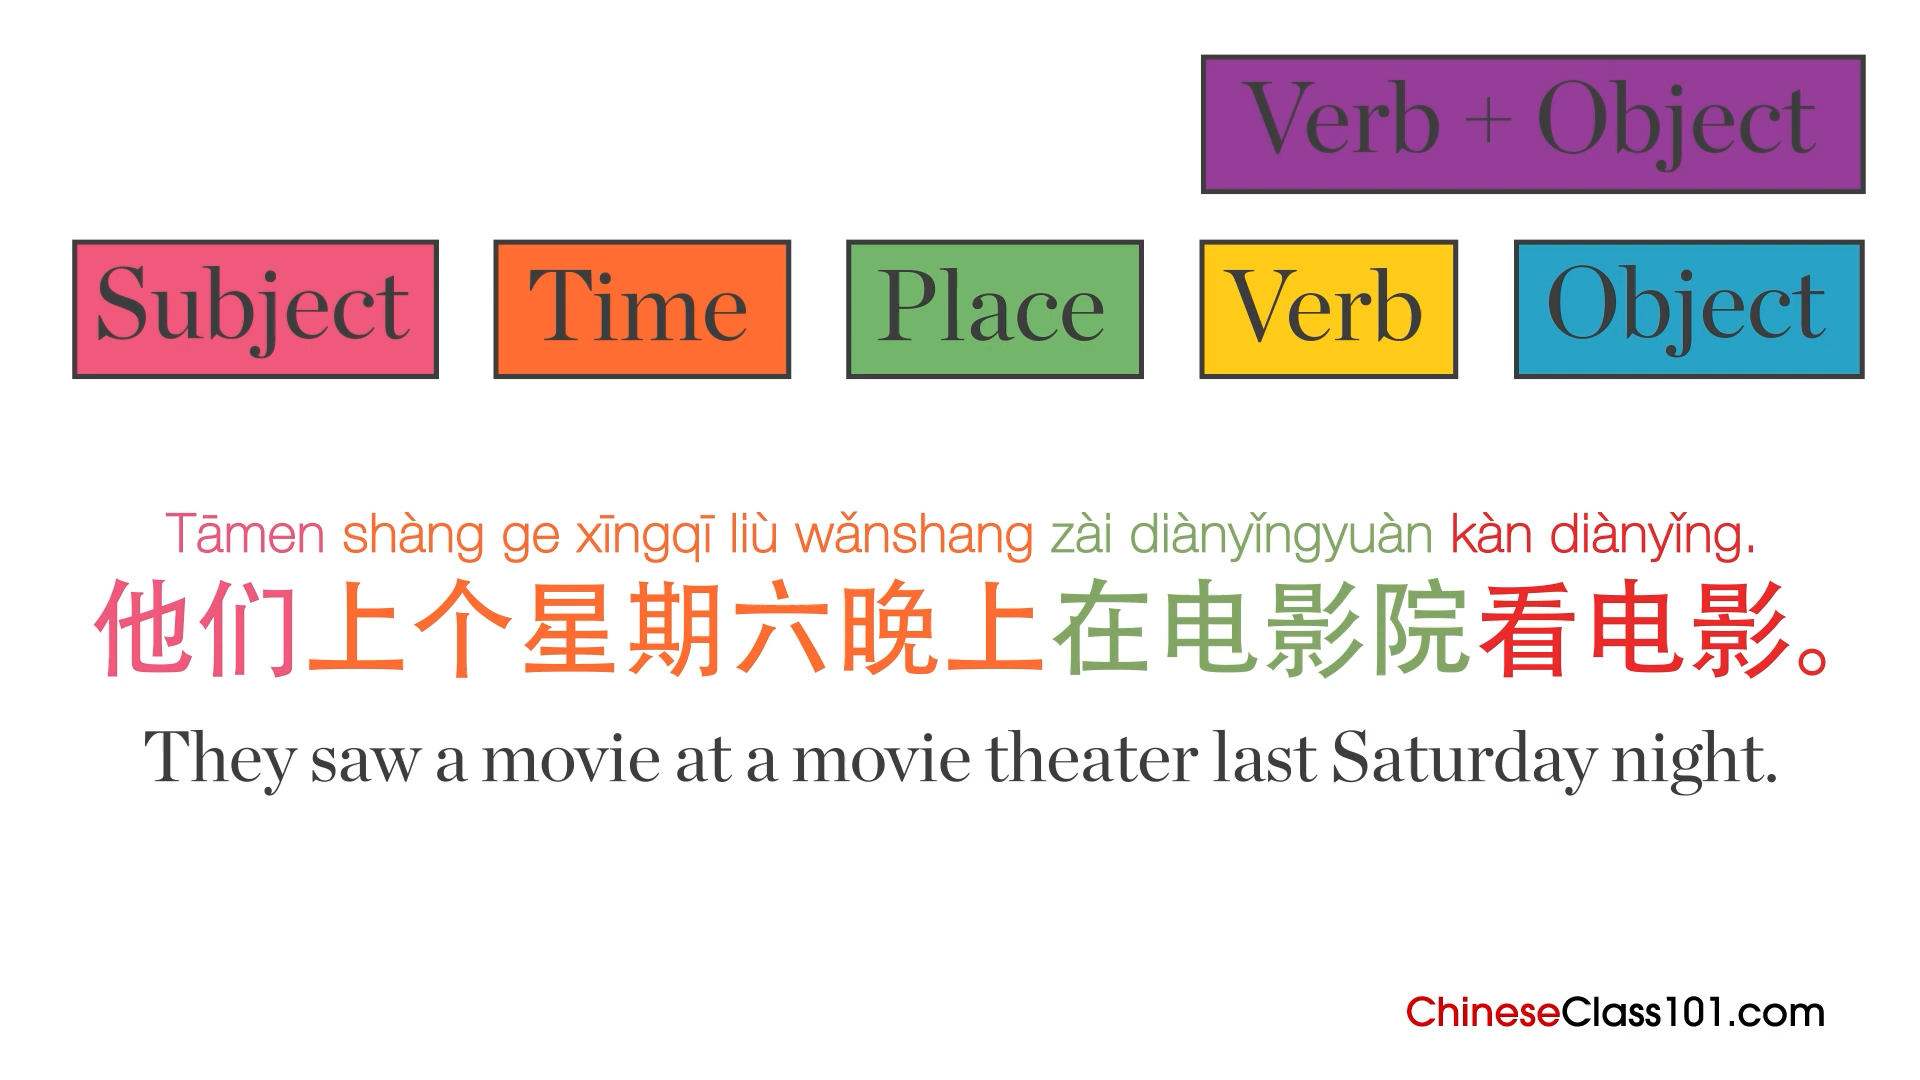 Verb + Object
Subject Time Place Verb Object
Tāmen shàng ge xīngqī liù wǎnshang zài diànyǐngyuàn kàn diànyǐng.
他们上个星期六晚上在电影院看电影。
They saw a movie at a movie theater last Saturday night.
ChineseClass101.com